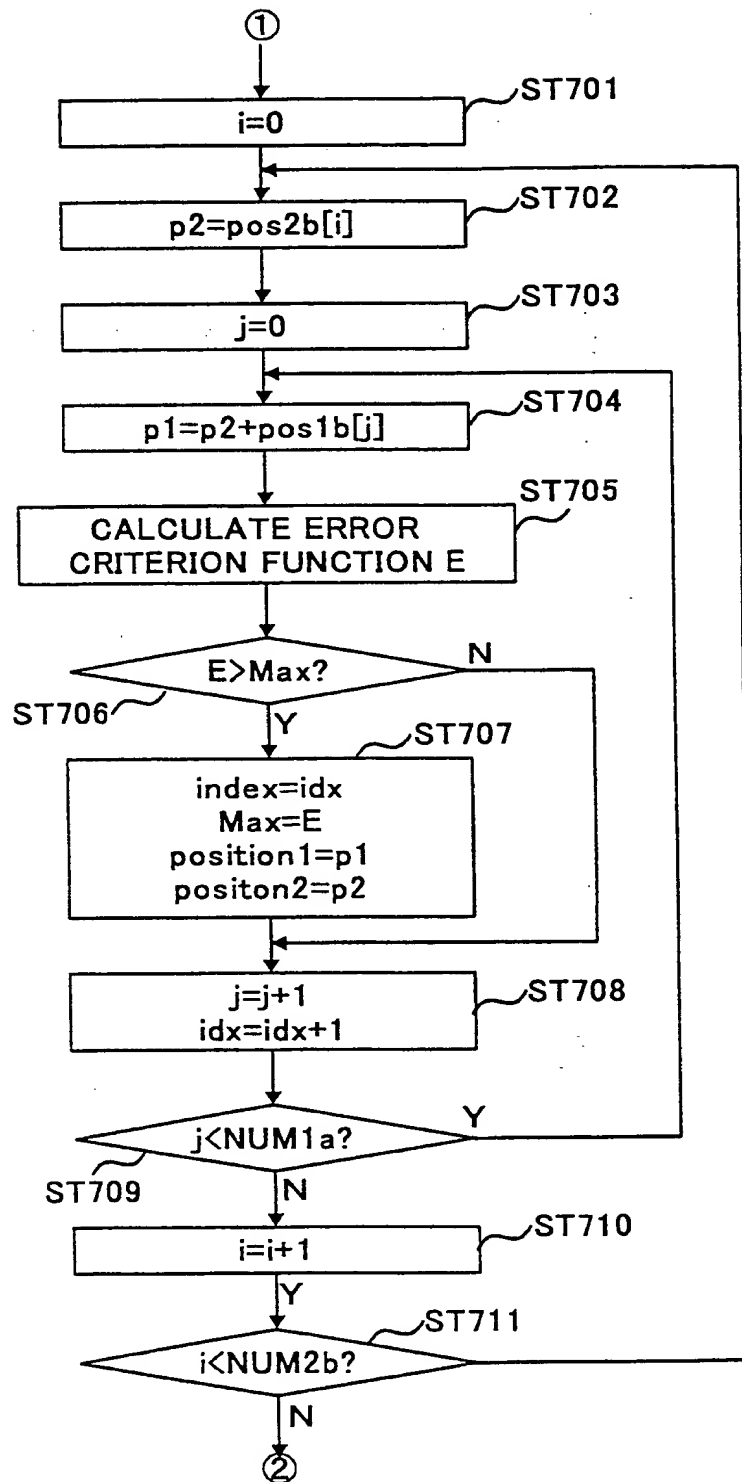 ①
ST701
i=0
ST702
p2=pos2b[i]
ST703
j=0
ST704
p1=p2+pos1b[j]
ST705
CALCULATE ERROR
CRITERION FUNCTION E
E>Max?
N
ST706
Y
ST707
index=idx
Max=E
position1=p1
positon2=p2
j=j+1
ST708
idx=idx+1
Y
j<NUM1a?
ST709
N
ST710
i=i+1
Y
ST711
i<NUM2b?
N
②